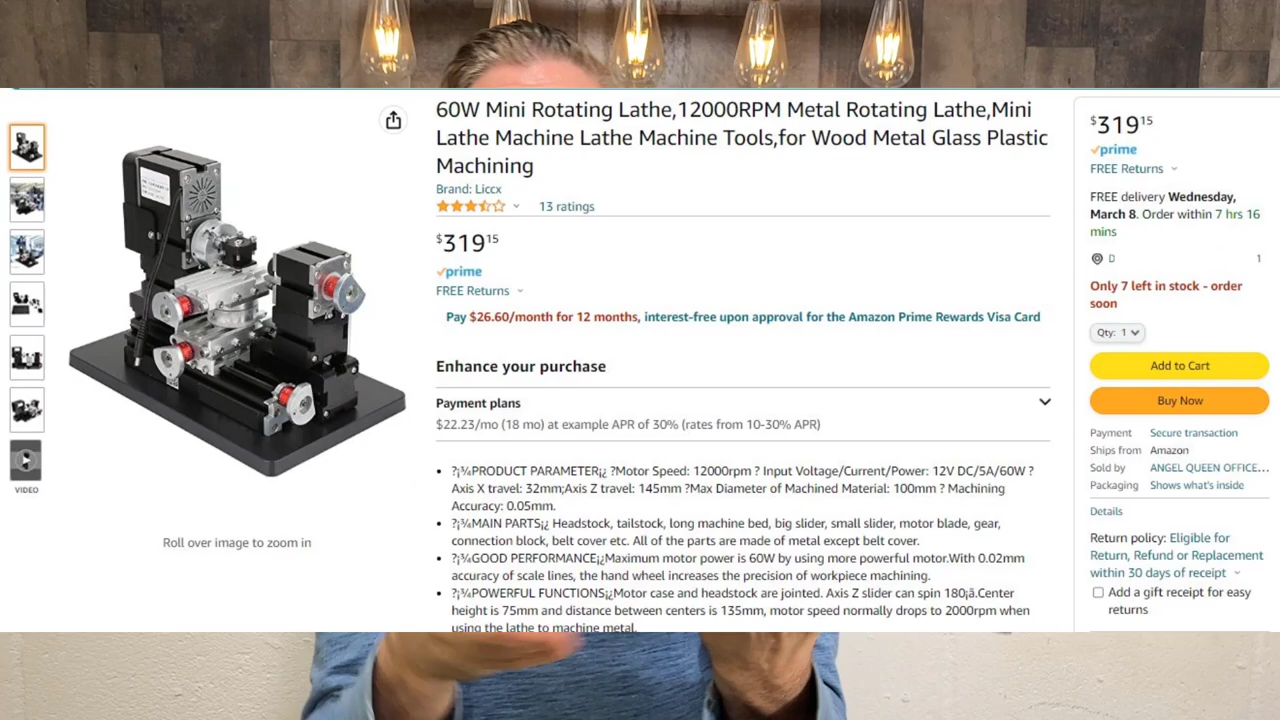 60W Mini Rotating Lathe,12000RPM Metal Rotating Lathe,Mini
Lathe Machine Lathe Machine Tools,for Wood Metal Glass Plastic
Machining
Brand: Liccx
13 ratings
$31915
prime
FREE Returns
Pay $26.60/month for 12 months, interest-free upon approval for the Amazon Prime Rewards Visa Card
Enhance your purchase
Payment plans
$22.23/mo (18 mo) at example APR of 30% (rates from 10-30% APR)
• ?¡¾PRODUCT PARAMETER¡¿ ?Motor Speed: 12000rpm ? Input Voltage/Current/Power: 12V DC/5A/60W ?
Axis X travel: 32mm;Axis Z travel: 145mm ?Max Diameter of Machined Material: 100mm ? Machining
Accuracy: 0.05mm.
• ?¡¾MAIN PARTS¡¿ Headstock, tailstock, long machine bed, big slider, small slider, motor blade, gear,
connection block, belt cover etc. All of the parts are made of metal except belt cover.
• ?¡¾GOOD PERFORMANCE¡¿Maximum motor power is 60W by using more powerful motor.With 0.02mm
accuracy of scale lines, the hand wheel increases the precision of workpiece machining.
• ?¡¾POWERFUL FUNCTIONS¡¿Motor case and headstock are jointed. Axis Z slider can spin 180¡ã.Center
height is 75mm and distance between centers is 135mm, motor speed normally drops to 2000rpm when
using the lathe to machine metal.
VIDEO
Roll over image to zoom in
$31915
prime
FREE Returns
FREE delivery Wednesday,
March 8. Order within 7 hrs 16
mins
D 1
Only 7 left in stock - order
soon
Qty: 1
Add to Cart
Buy Now
Payment Secure transaction
Ships from Amazon
Sold by ANGEL QUEEN OFFICE...
Packaging Shows what's inside
Details
Return policy: Eligible for
Return, Refund or Replacement
within 30 days of receipt
Add a gift receipt for easy
returns